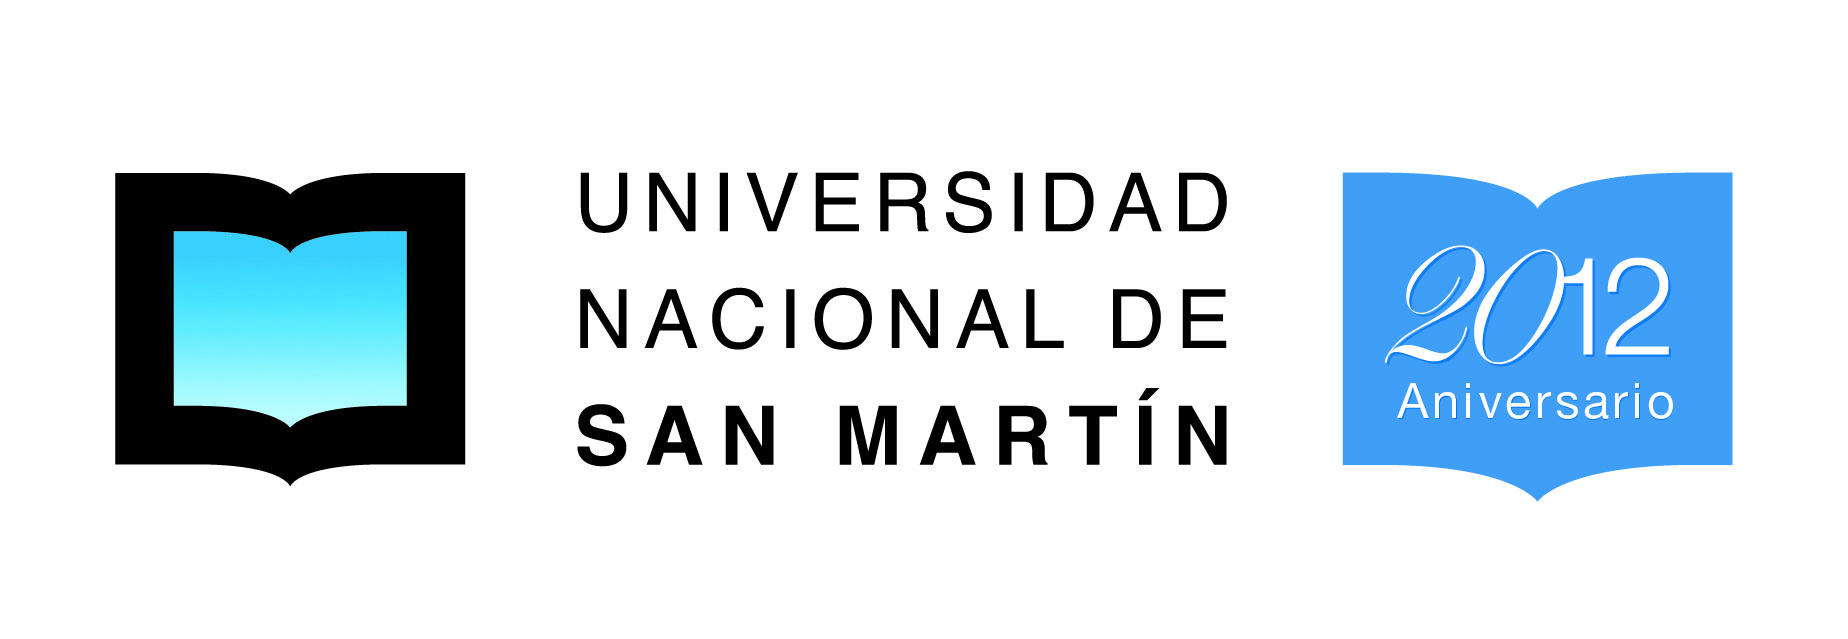 UNIVERSIDAD
NACIONAL DE
SAN MARTÍN
2012
Aniversario